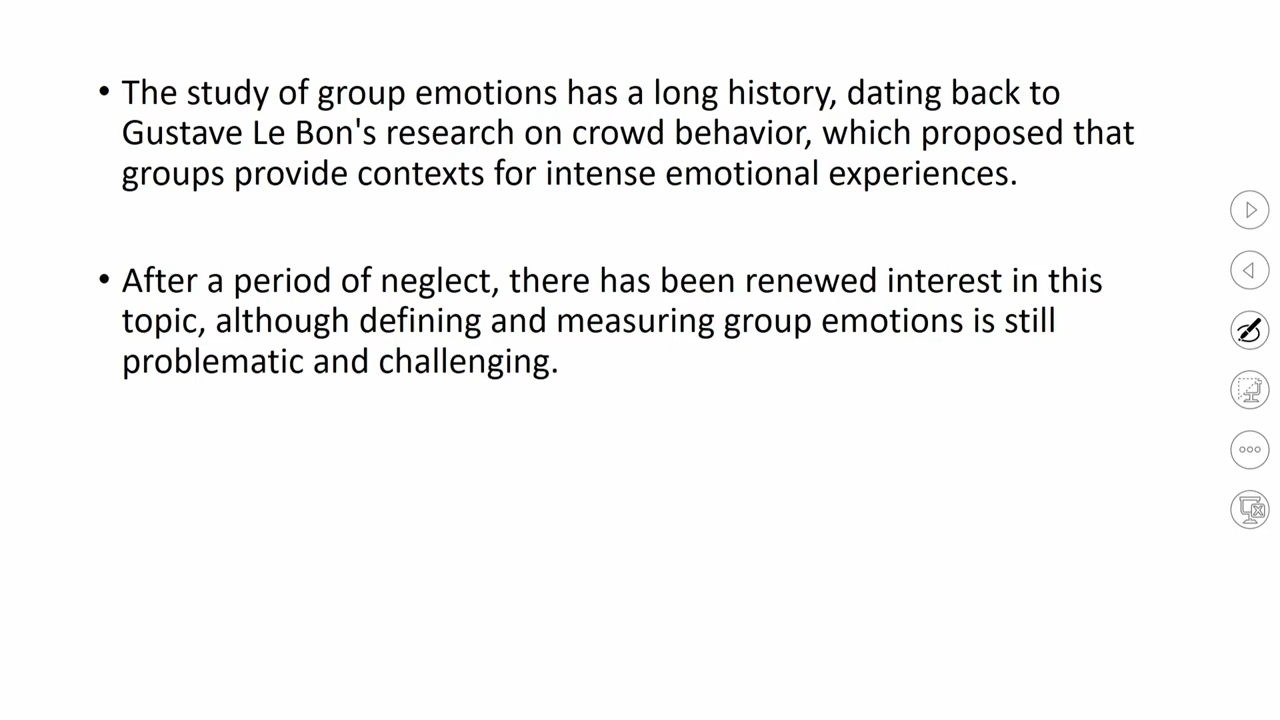 • The study of group emotions has a long history, dating back to
Gustave Le Bon's research on crowd behavior, which proposed that
groups provide contexts for intense emotional experiences.
• After a period of neglect, there has been renewed interest in this
topic, although defining and measuring group emotions is still
problematic and challenging.